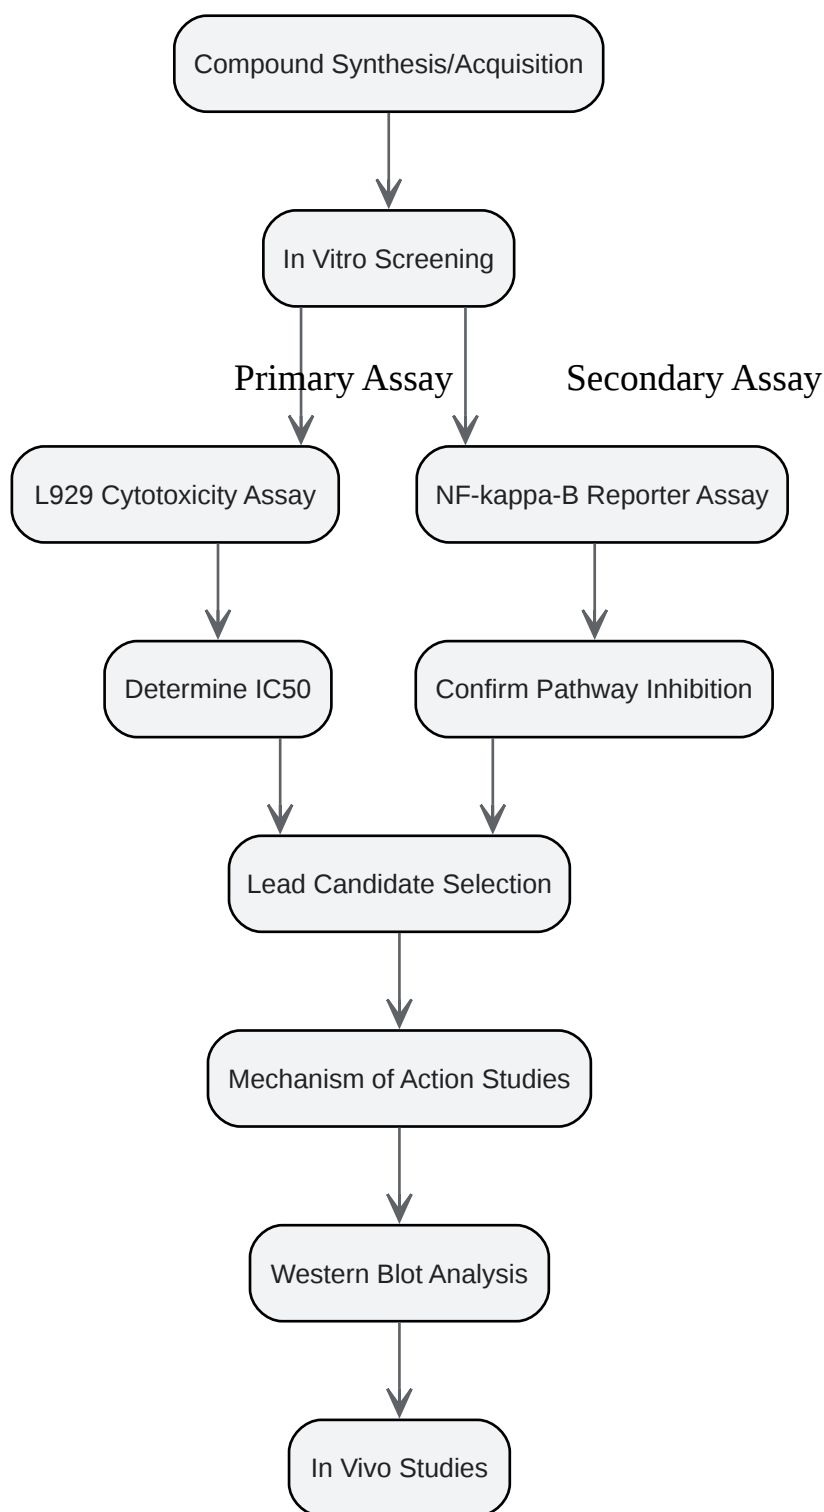 Compound Synthesis/Acquisition
In Vitro Screening
Primary Assay
Secondary Assay
L929 Cytotoxicity Assay
NF-kappa-B Reporter Assay
Determine IC50
Confirm Pathway Inhibition
Lead Candidate Selection
Mechanism of Action Studies
Western Blot Analysis
In Vivo Studies